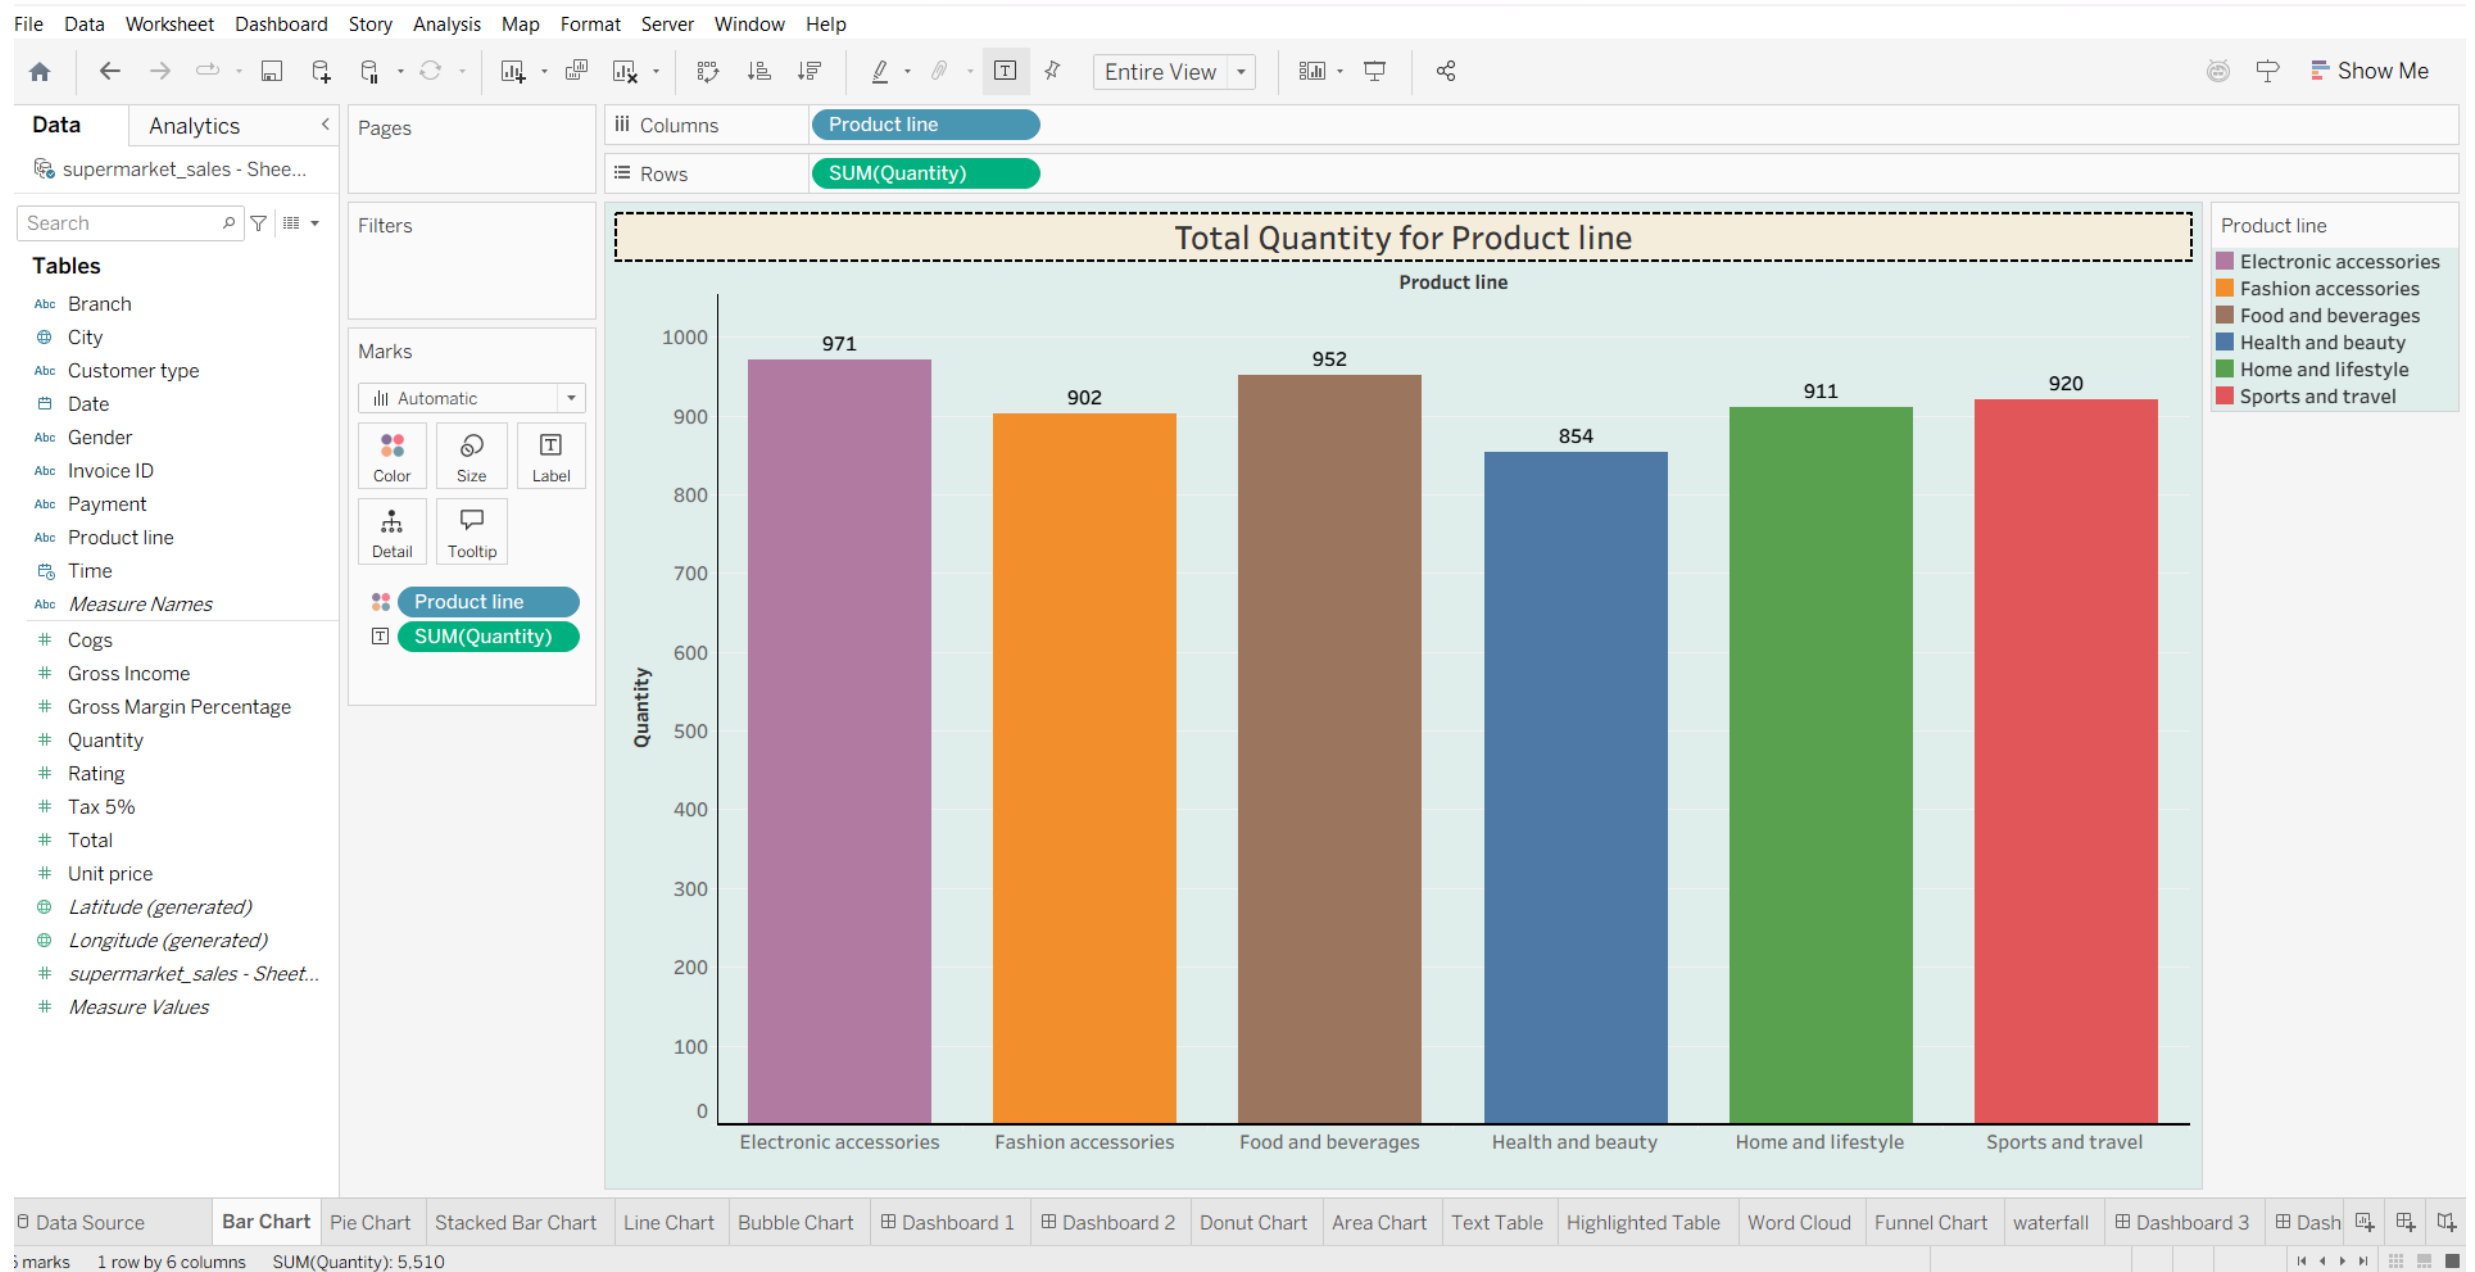 File Data Worksheet Dashboard Story Analysis Map Format Server Window Help
Entire View
Show Me
Data Analytics
supermarket_sales - Shee...
Search
Tables
Abc Branch
City
Abc Customer type
Date
Abc Gender
Abc Invoice ID
Abc Payment
Abc Product line
Time
Abc Measure Names
# Cogs
# Gross Income
# Gross Margin Percentage
# Quantity
# Rating
# Tax 5%
# Total
# Unit price
Latitude (generated)
Longitude (generated)
# supermarket_sales - Sheet...
# Measure Values
Pages
Filters
Marks
Automatic
Color Size Label
Detail Tooltip
Product line
SUM(Quantity)
Columns Product line
Rows SUM(Quantity)
Total Quantity for Product line
Product line
Quantity
1000
900
800
700
600
500
400
300
200
100
0
971 902 952 854 911 920
Electronic accessories Fashion accessories Food and beverages Health and beauty Home and lifestyle Sports and travel
Product line
Electronic accessories
Fashion accessories
Food and beverages
Health and beauty
Home and lifestyle
Sports and travel
Data Source Bar Chart Pie Chart Stacked Bar Chart Line Chart Bubble Chart Dashboard 1 Dashboard 2 Donut Chart Area Chart Text Table Highlighted Table Word Cloud Funnel Chart waterfall Dashboard 3 Dash
marks 1 row by 6 columns SUM(Quantity): 5,510